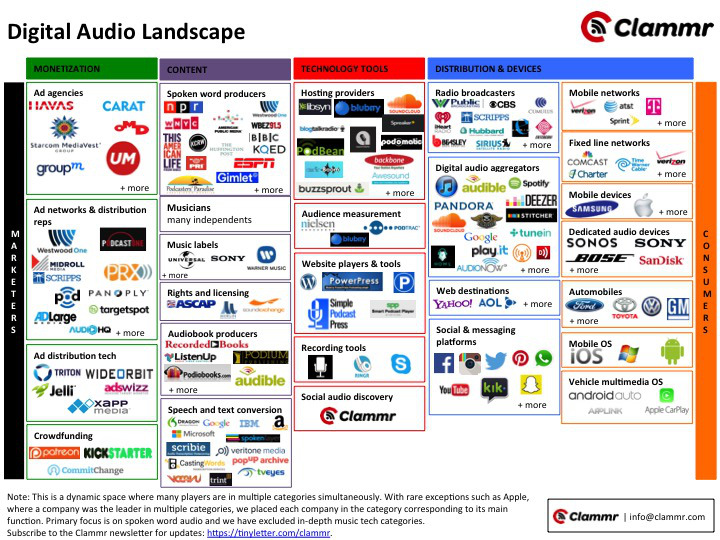 Digital Audio Landscape
Clammr
MONETIZATION
CONTENT
TECHNOLOGY TOOLS
DISTRIBUTION & DEVICES
MARKETERS
CONSUMERS
Ad agencies
HAVAS
CARAT
Starcom MediaVest
GROUP
OMD
groupm
UM
+ more
Ad networks & distribution
reps
Westwood One
PODCASTONE
MIDROLL
MEDIA
PRX
SCRIPPS
pod
PANOPLY
targetspot
ADLarge
AUDIOHQ
+ more
Ad distribution tech
TRITON
WIDEORBIT
Jelli
adswizz
XAPP
media
Crowdfunding
patreon
KICKSTARTER
CommitChange
Spoken word producers
npr
Westwood One
WNYC
AMERICAN PUBLIC MEDIA
WBEZ91.5
THIS
AMERICAN
LIFE
KCRW
THE HUFFINGTON POST
KQED
PRI
ESPN
Podcasters' Paradise
Gimlet
+ more
Musicians
many independents
Music labels
UNIVERSAL
SONY
WARNER MUSIC
+ more
Rights and licensing
ASCAP
BMI
soundexchange
Audiobook producers
Recorded Books
ListenUp
PODIUM
Podiobooks.com
audible
+ more
Speech and text conversion
DRAGON
Google
IBM
a
Microsoft
spokenlayer
scribie
veritone media
CastingWords
popup archive
VOCERU
trint
tveyes
Hosting providers
libsyn
blubrry
SOUNDCLOUD
blogtalkradio
Spreaker
PodBean
podomatic
backbone
Awesound
buzzsprout
+ more
Audience measurement
nielsen
PODTRAC
blubrry
Website players & tools
PowerPress
Simple
Podcast
Press
spp
Smart Podcast Player
Recording tools
RINGR
Social audio discovery
Clammr
Radio broadcasters
Public
CBS
CUMULUS
iHeart
MEDIA
SCRIPPS
Hubbard
BEASLEY
SIRIUS
+ more
Digital audio aggregators
audible
Spotify
PANDORA
DEEZER
STITCHER
Google
tunein
play.it
AUDIONOW
+ more
Web destinations
YAHOO!
AOL
+ more
Social & messaging
platforms
YouTube
kik
+ more
Mobile networks
verizon
at&t
T
Sprint
+ more
Fixed line networks
COMCAST
Time Warner Cable
verizon
Charter
+ more
Mobile devices
SAMSUNG
+ more
Dedicated audio devices
SONOS
SONY
BOSE
SanDisk
+ more
Automobiles
Ford
TOYOTA
GM
+ more
Mobile OS
iOS
Vehicle multimedia OS
androidauto
APPLINK
Apple CarPlay
Note: This is a dynamic space where many players are in multiple categories simultaneously. With rare exceptions such as Apple,
where a company was the leader in multiple categories, we placed each company in the category corresponding to its main
function. Primary focus is on spoken word audio and we have excluded in-depth music tech categories.
Subscribe to the Clammr newsletter for updates: https://tinyletter.com/clammr.
Clammr | info@clammr.com